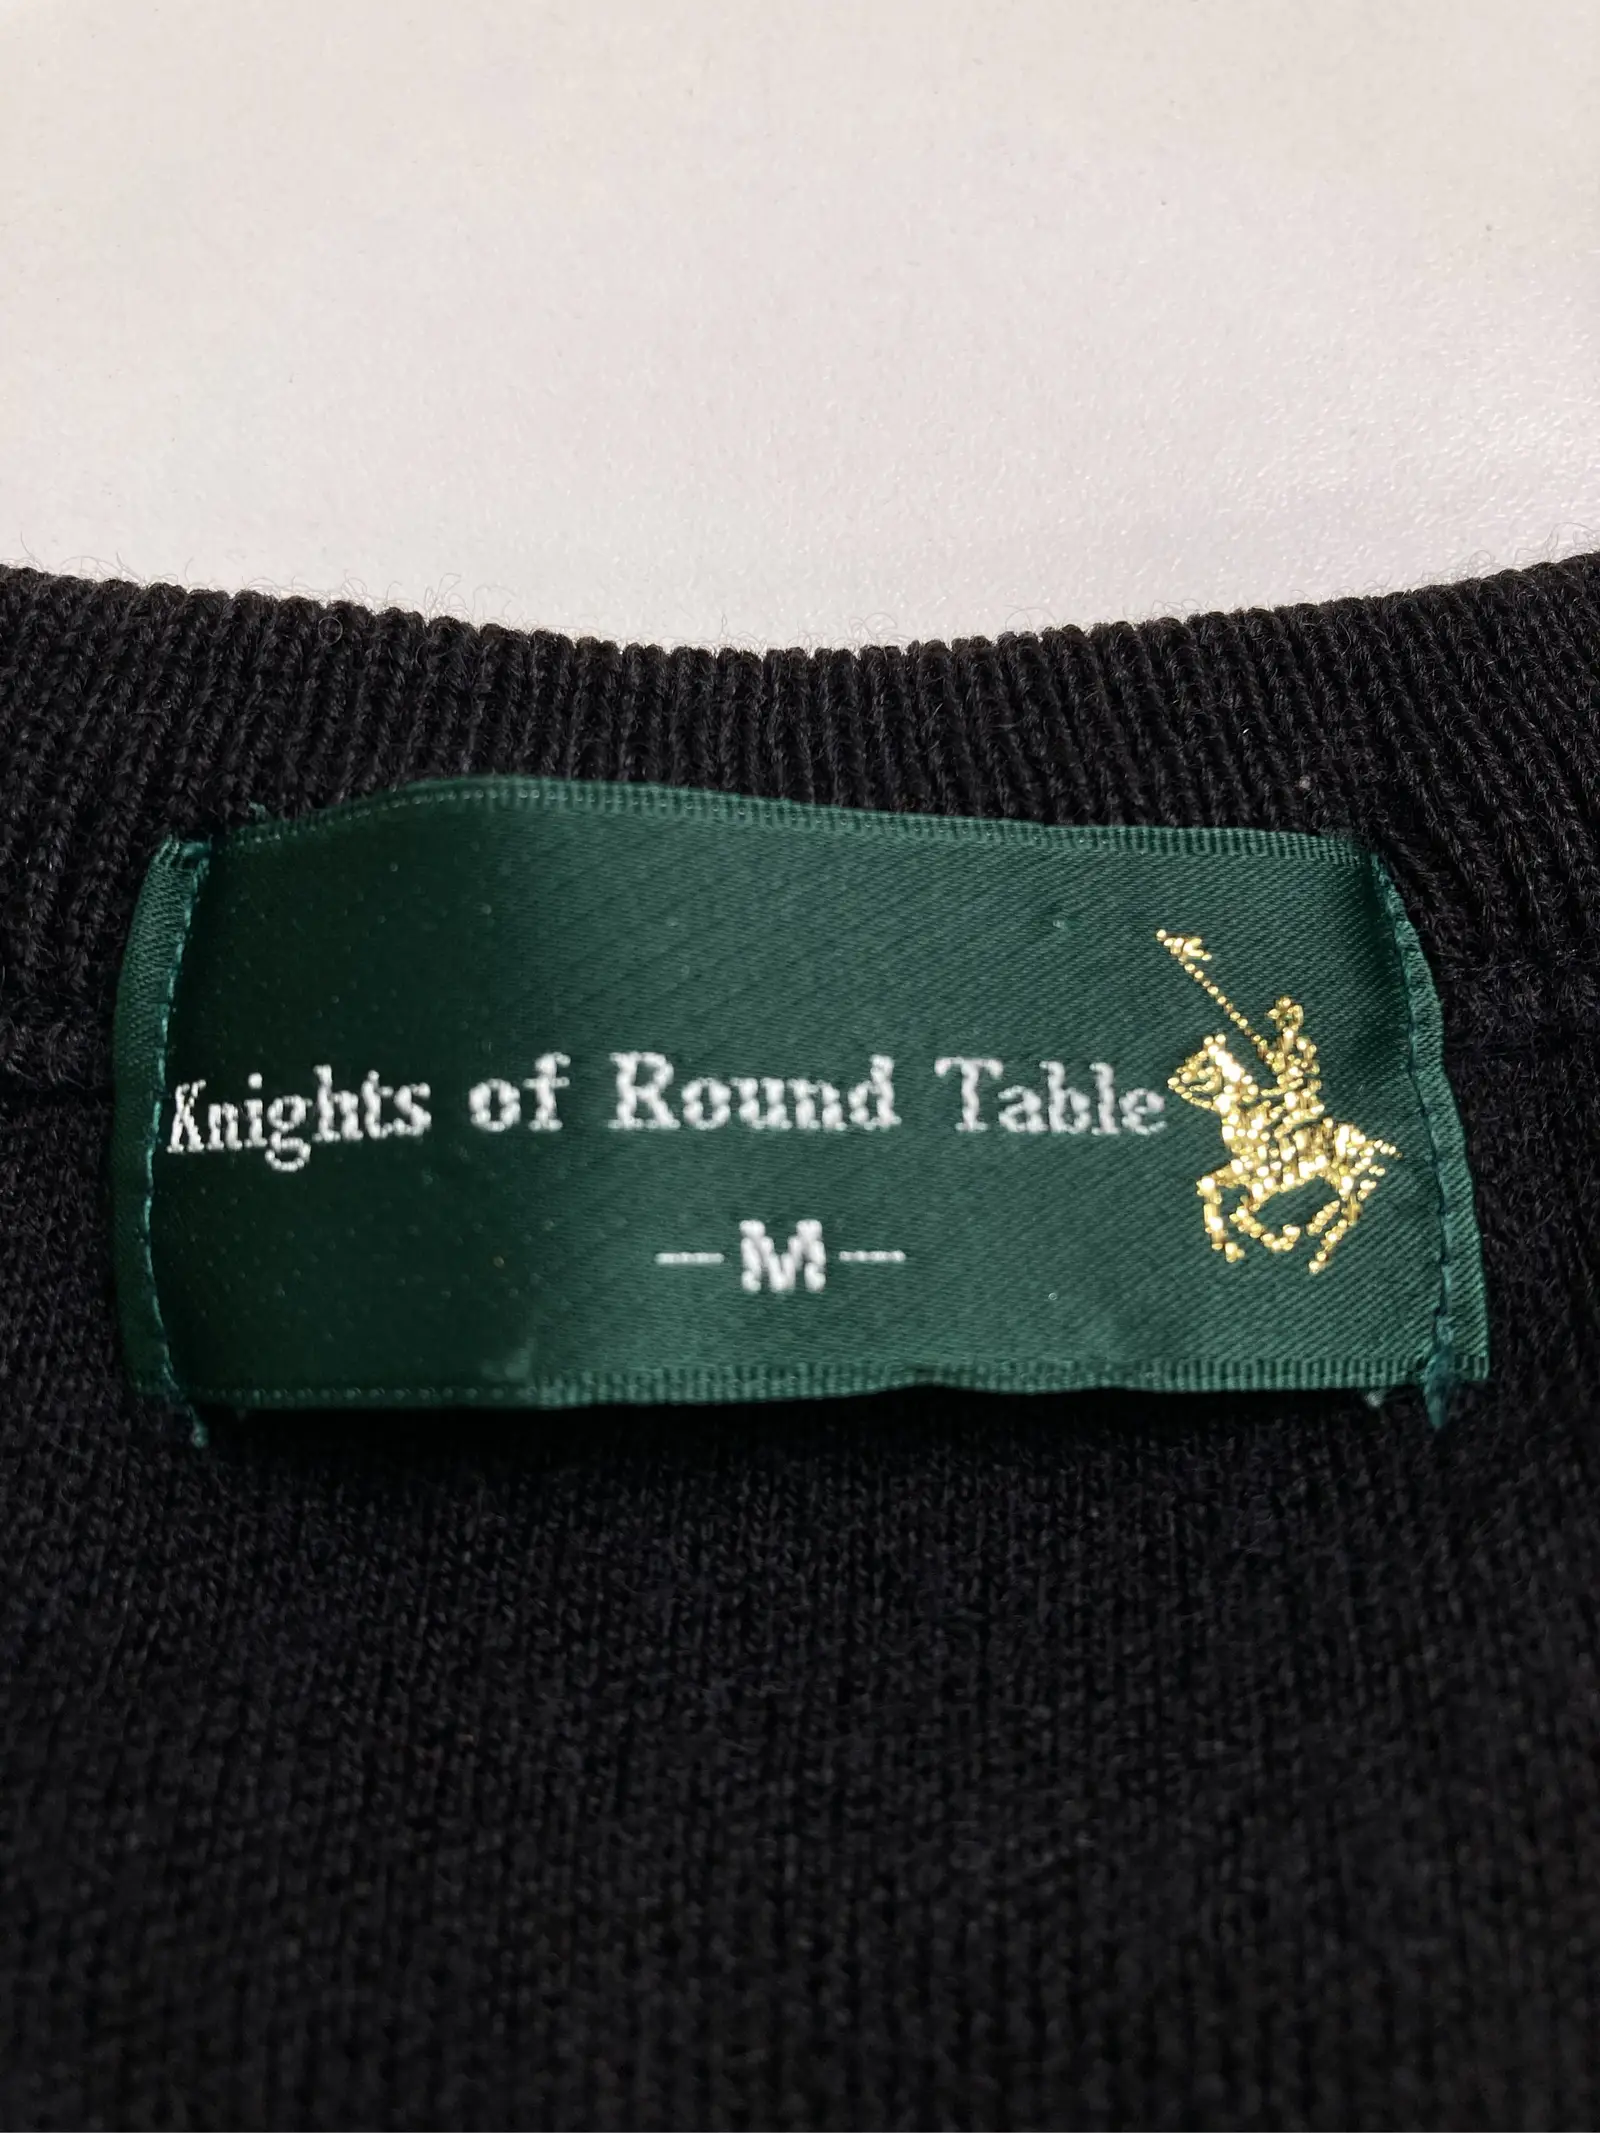 Knights of Round Table
-M-